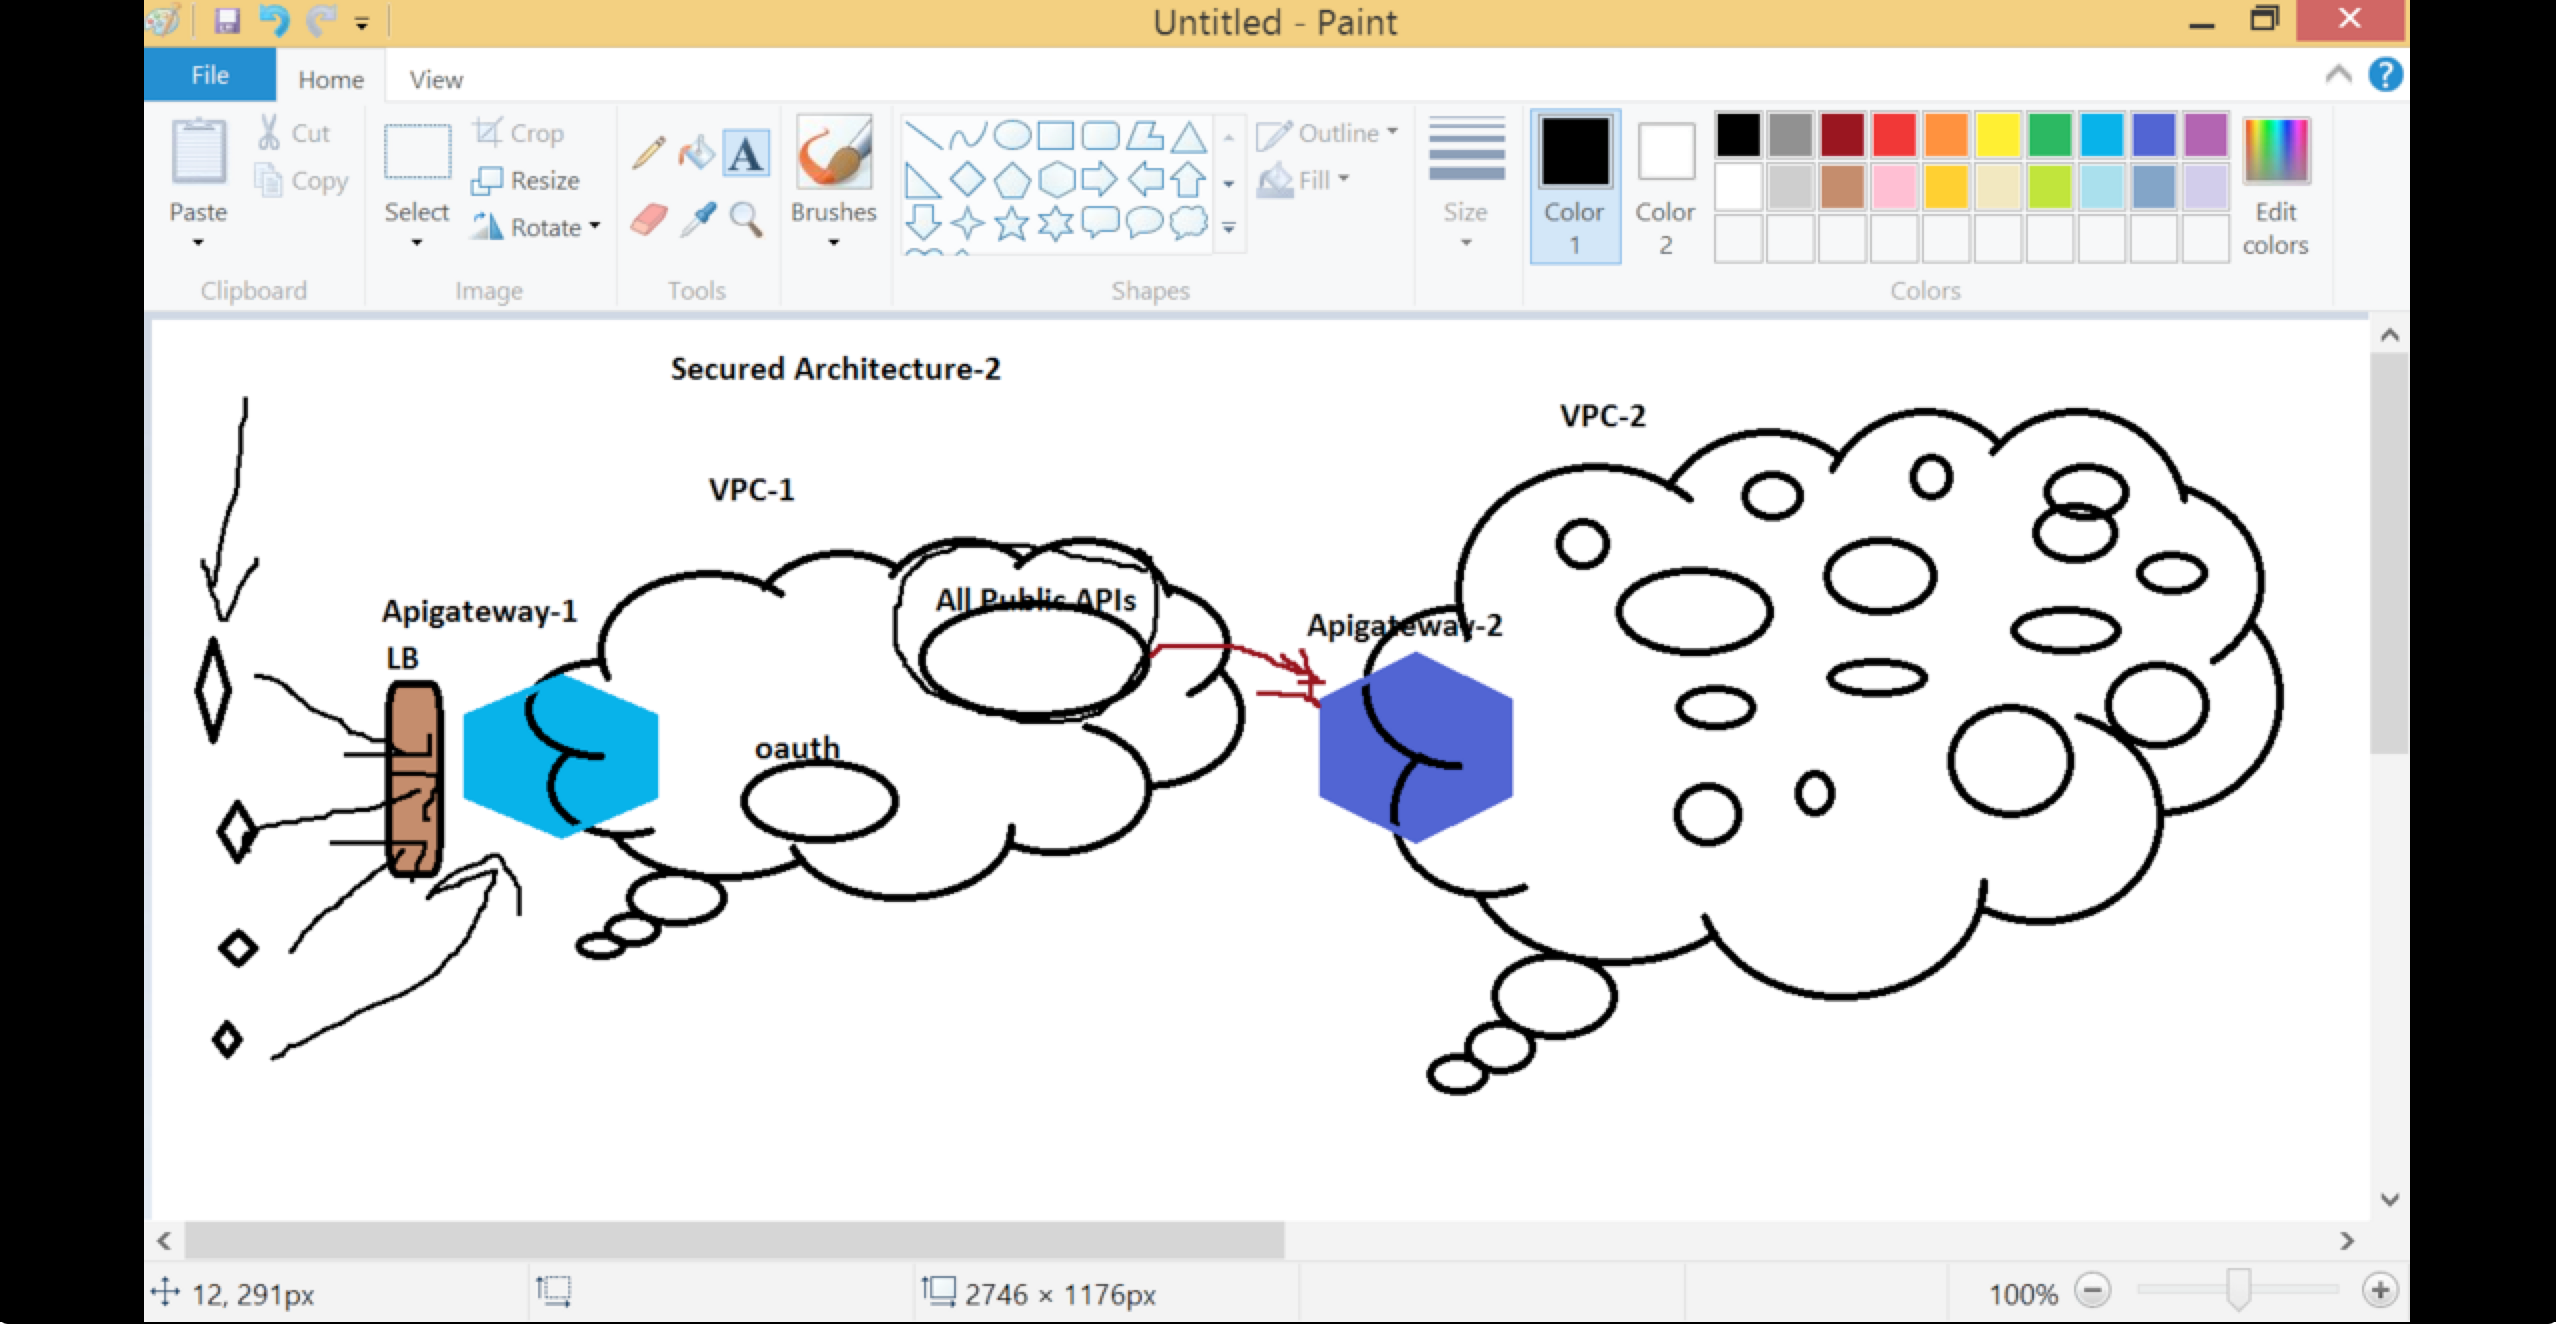 Untitled - Paint
File Home View
Paste
Cut
Copy
Clipboard
Select
Crop
Resize
Rotate
Image
A
Tools
Brushes
Shapes
Outline
Fill
Size
Color 1
Color 2
Edit colors
Colors
Secured Architecture-2
VPC-2
VPC-1
All Public APIs
Apigateway-1
Apigateway-2
LB
oauth
12, 291px
2746 × 1176px
100%